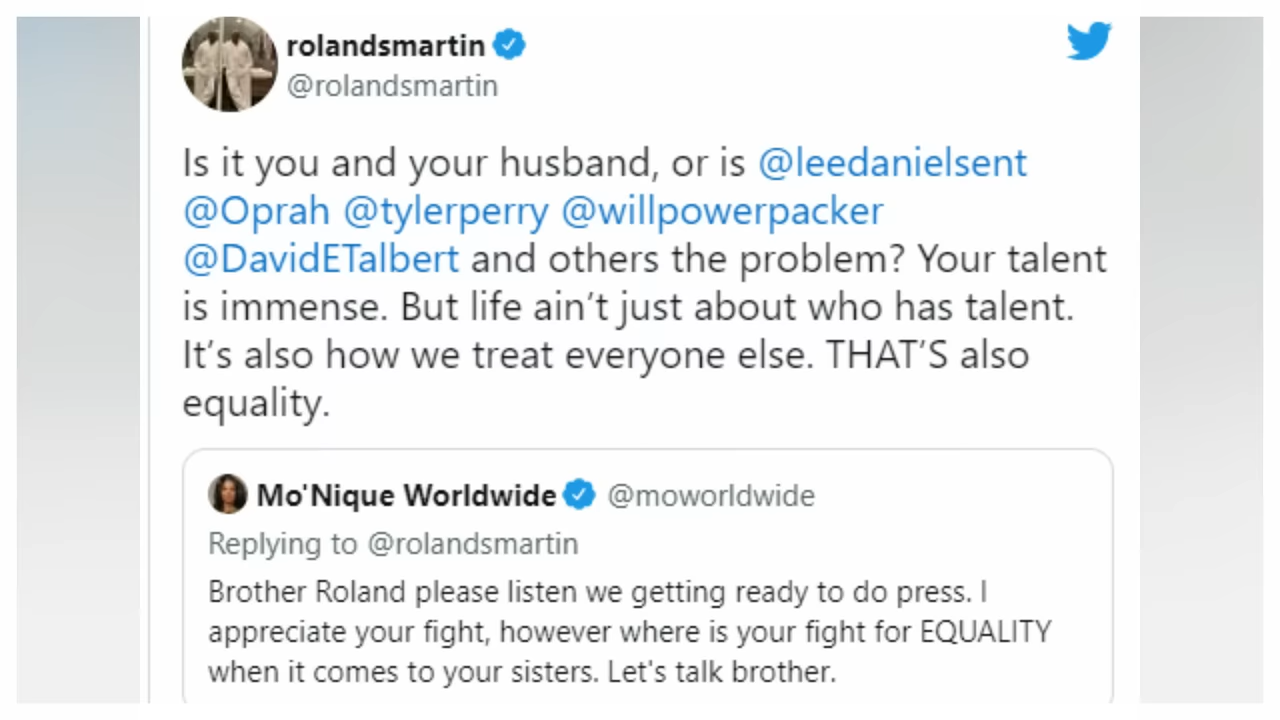 rolandsmartin
@rolandsmartin
Is it you and your husband, or is @leedanielsent
@Oprah @tylerperry @willpowerpacker
@DavidETalbert and others the problem? Your talent
is immense. But life ain’t just about who has talent.
It’s also how we treat everyone else. THAT’S also
equality.
Mo'Nique Worldwide @moworldwide
Replying to @rolandsmartin
Brother Roland please listen we getting ready to do press. I
appreciate your fight, however where is your fight for EQUALITY
when it comes to your sisters. Let's talk brother.